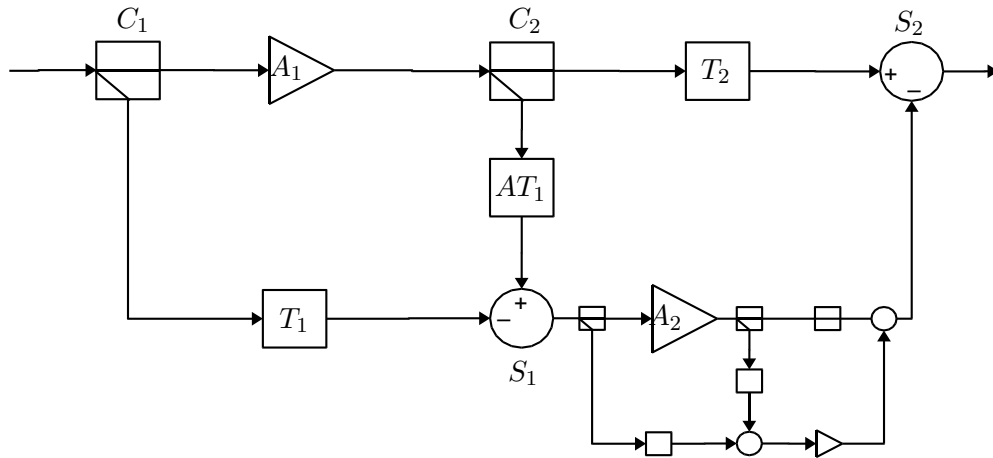 C₁
C₂
S₂
A₁
T₂
+
−
AT₁
+
−
T₁
A₂
S₁